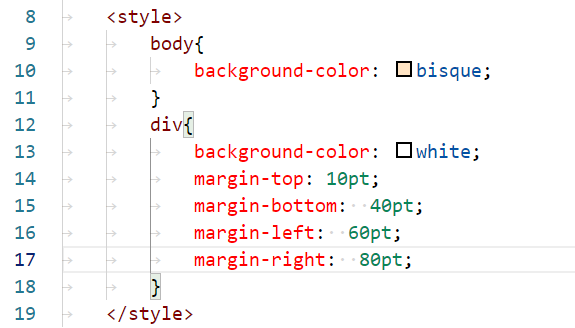 8 <style>
9 body{
10 background-color: bisque;
11 }
12 div{
13 background-color: white;
14 margin-top: 10pt;
15 margin-bottom:  40pt;
16 margin-left:  60pt;
17 margin-right:  80pt;
18 }
19 </style>